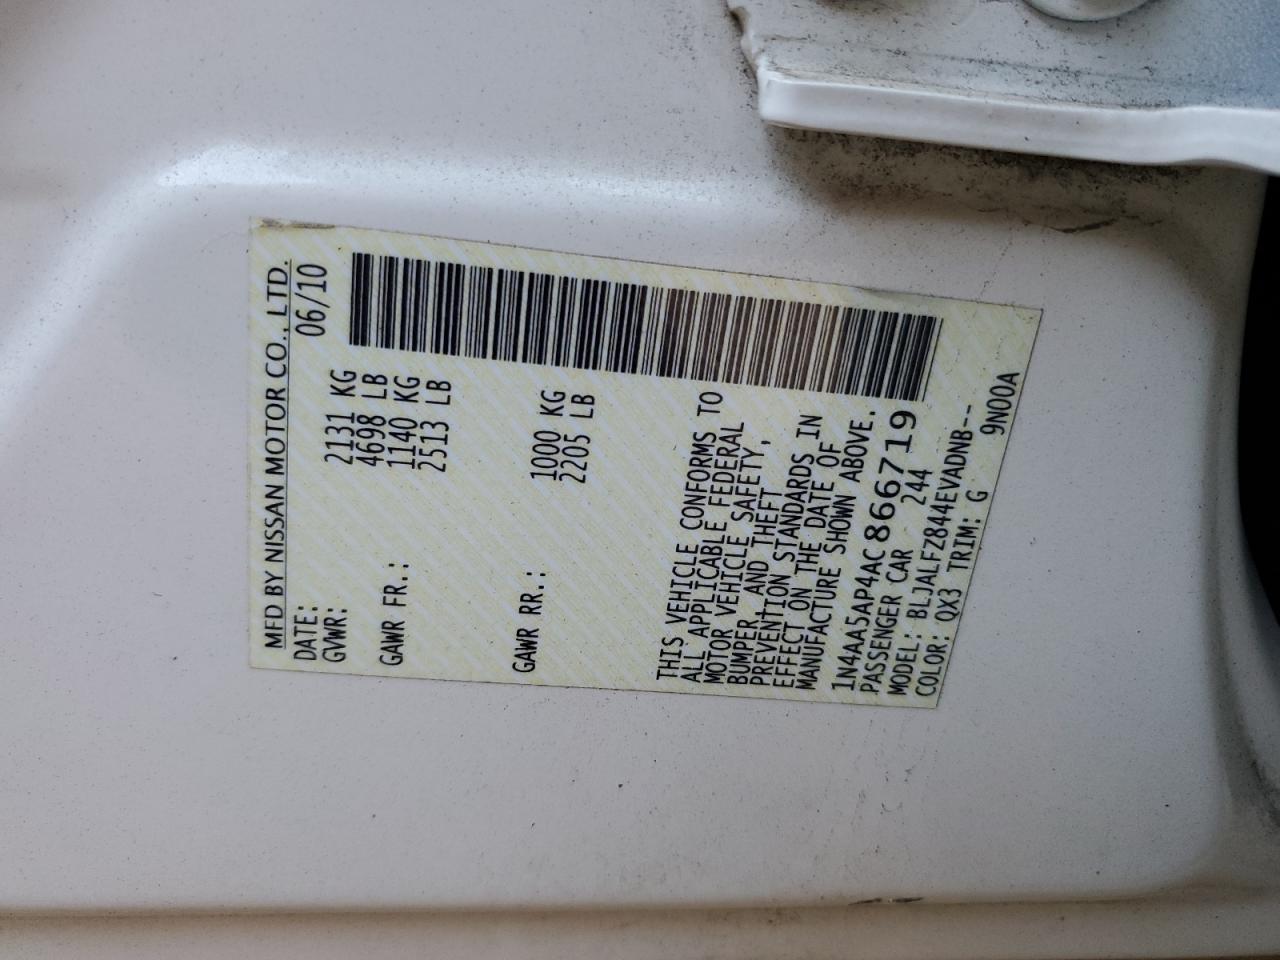 MFD BY NISSAN MOTOR CO., LTD.
DATE: 06/10
GVWR: 2131 KG
4698 LB
GAWR FR.: 1140 KG
2513 LB
GAWR RR.: 1000 KG
2205 LB
THIS VEHICLE CONFORMS TO
ALL APPLICABLE FEDERAL
MOTOR VEHICLE SAFETY,
BUMPER, AND THEFT
PREVENTION STANDARDS IN
EFFECT ON THE DATE OF
MANUFACTURE SHOWN ABOVE.
1N4AA5AP4AC866719
PASSENGER CAR 244
MODEL: BLJALFZ844EVADNB--
COLOR: QX3 TRIM: G 9N00A